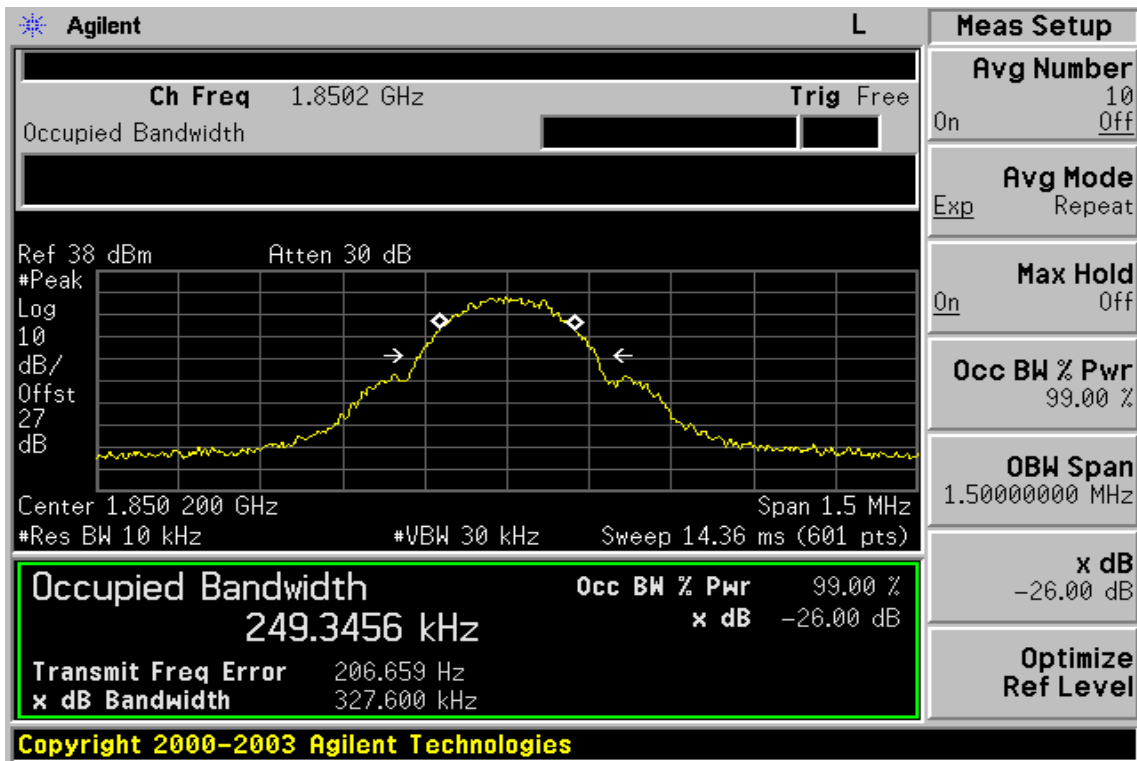 Agilent L
Ch Freq 1.8502 GHz Trig Free
Occupied Bandwidth
Ref 38 dBm Atten 30 dB
#Peak
Log
10
dB/
Offst
27
dB
Center 1.850 200 GHz Span 1.5 MHz
#Res BW 10 kHz #VBW 30 kHz Sweep 14.36 ms (601 pts)
Occupied Bandwidth Occ BW % Pwr 99.00 %
249.3456 kHz x dB -26.00 dB
Transmit Freq Error 206.659 Hz
x dB Bandwidth 327.600 kHz
Copyright 2000-2003 Agilent Technologies
Meas Setup
Avg Number
10
On Off
Avg Mode
Exp Repeat
Max Hold
On Off
Occ BW % Pwr
99.00 %
OBW Span
1.50000000 MHz
x dB
-26.00 dB
Optimize
Ref Level